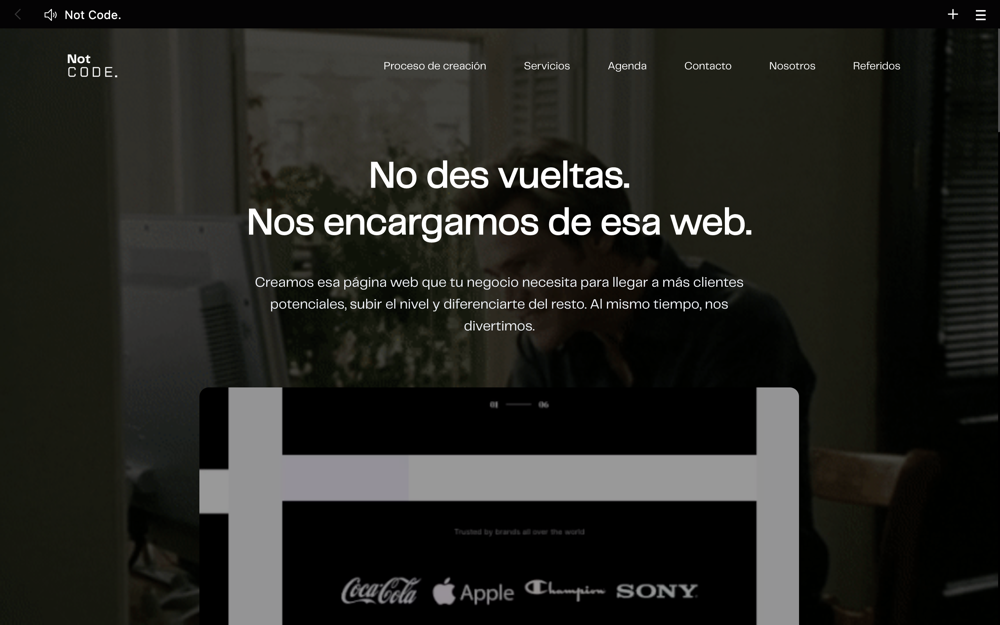 Not Code.
Not
CODE.
Proceso de creación
Servicios
Agenda
Contacto
Nosotros
Referidos
No des vueltas.
Nos encargamos de esa web.
Creamos esa página web que tu negocio necesita para llegar a más clientes
potenciales, subir el nivel y diferenciarte del resto. Al mismo tiempo, nos
divertimos.
01 06
Trusted by brands all over the world
Coca-Cola Apple Champion SONY